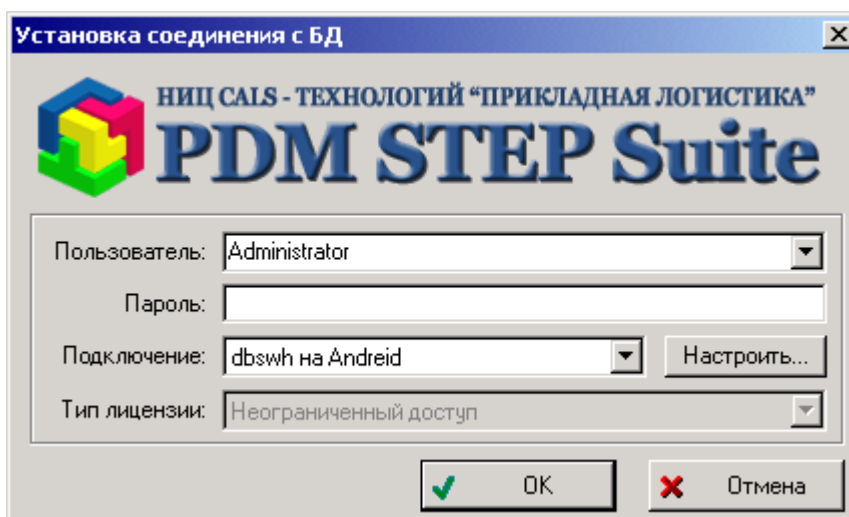 Установка соединения с БД
НИЦ CALS - ТЕХНОЛОГИЙ “ПРИКЛАДНАЯ ЛОГИСТИКА”
PDM STEP Suite
Пользователь: Administrator
Пароль:
Подключение: dbswh на Andreid Настроить...
Тип лицензии: Неограниченный доступ
OK Отмена